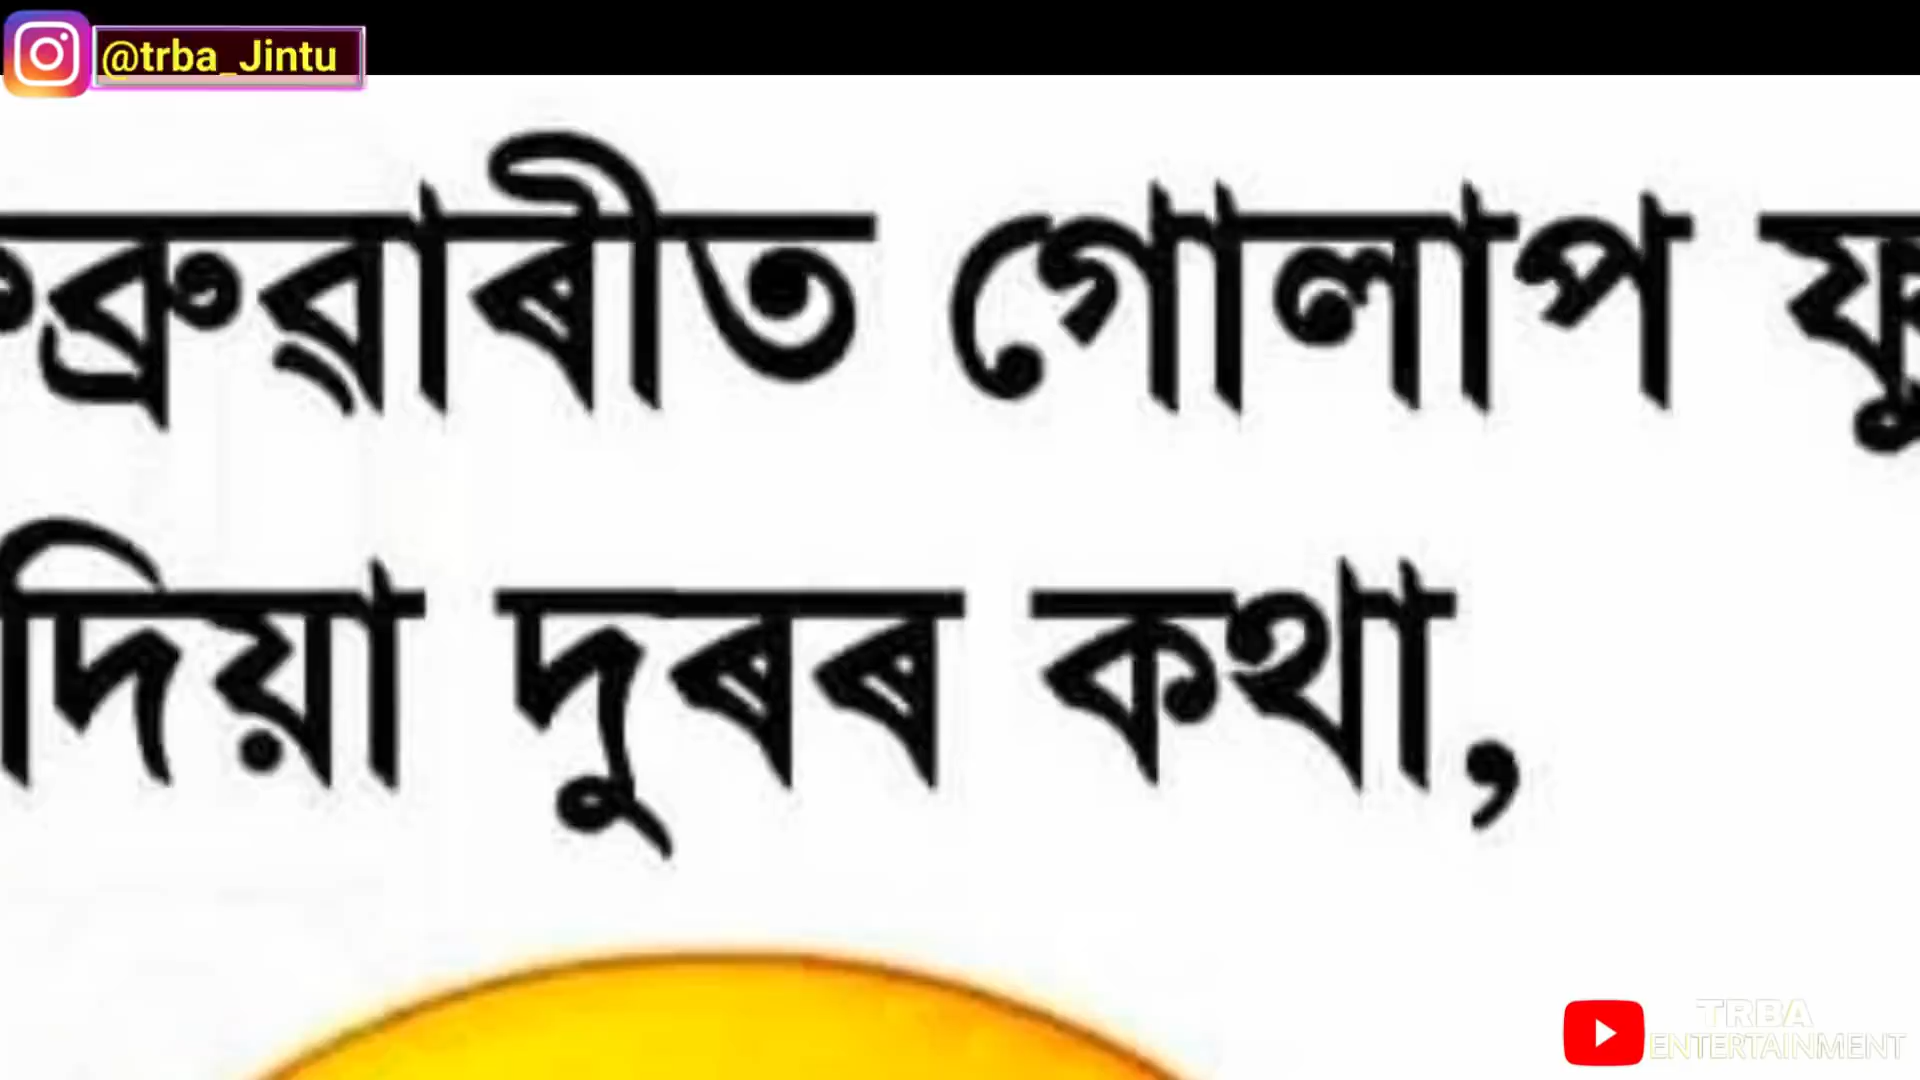 @trba_Jintu
ব্ৰুৱাৰীত গোলাপ
দিয়া দুৰৰ কথা,
TRBA
ENTERTAINMENT